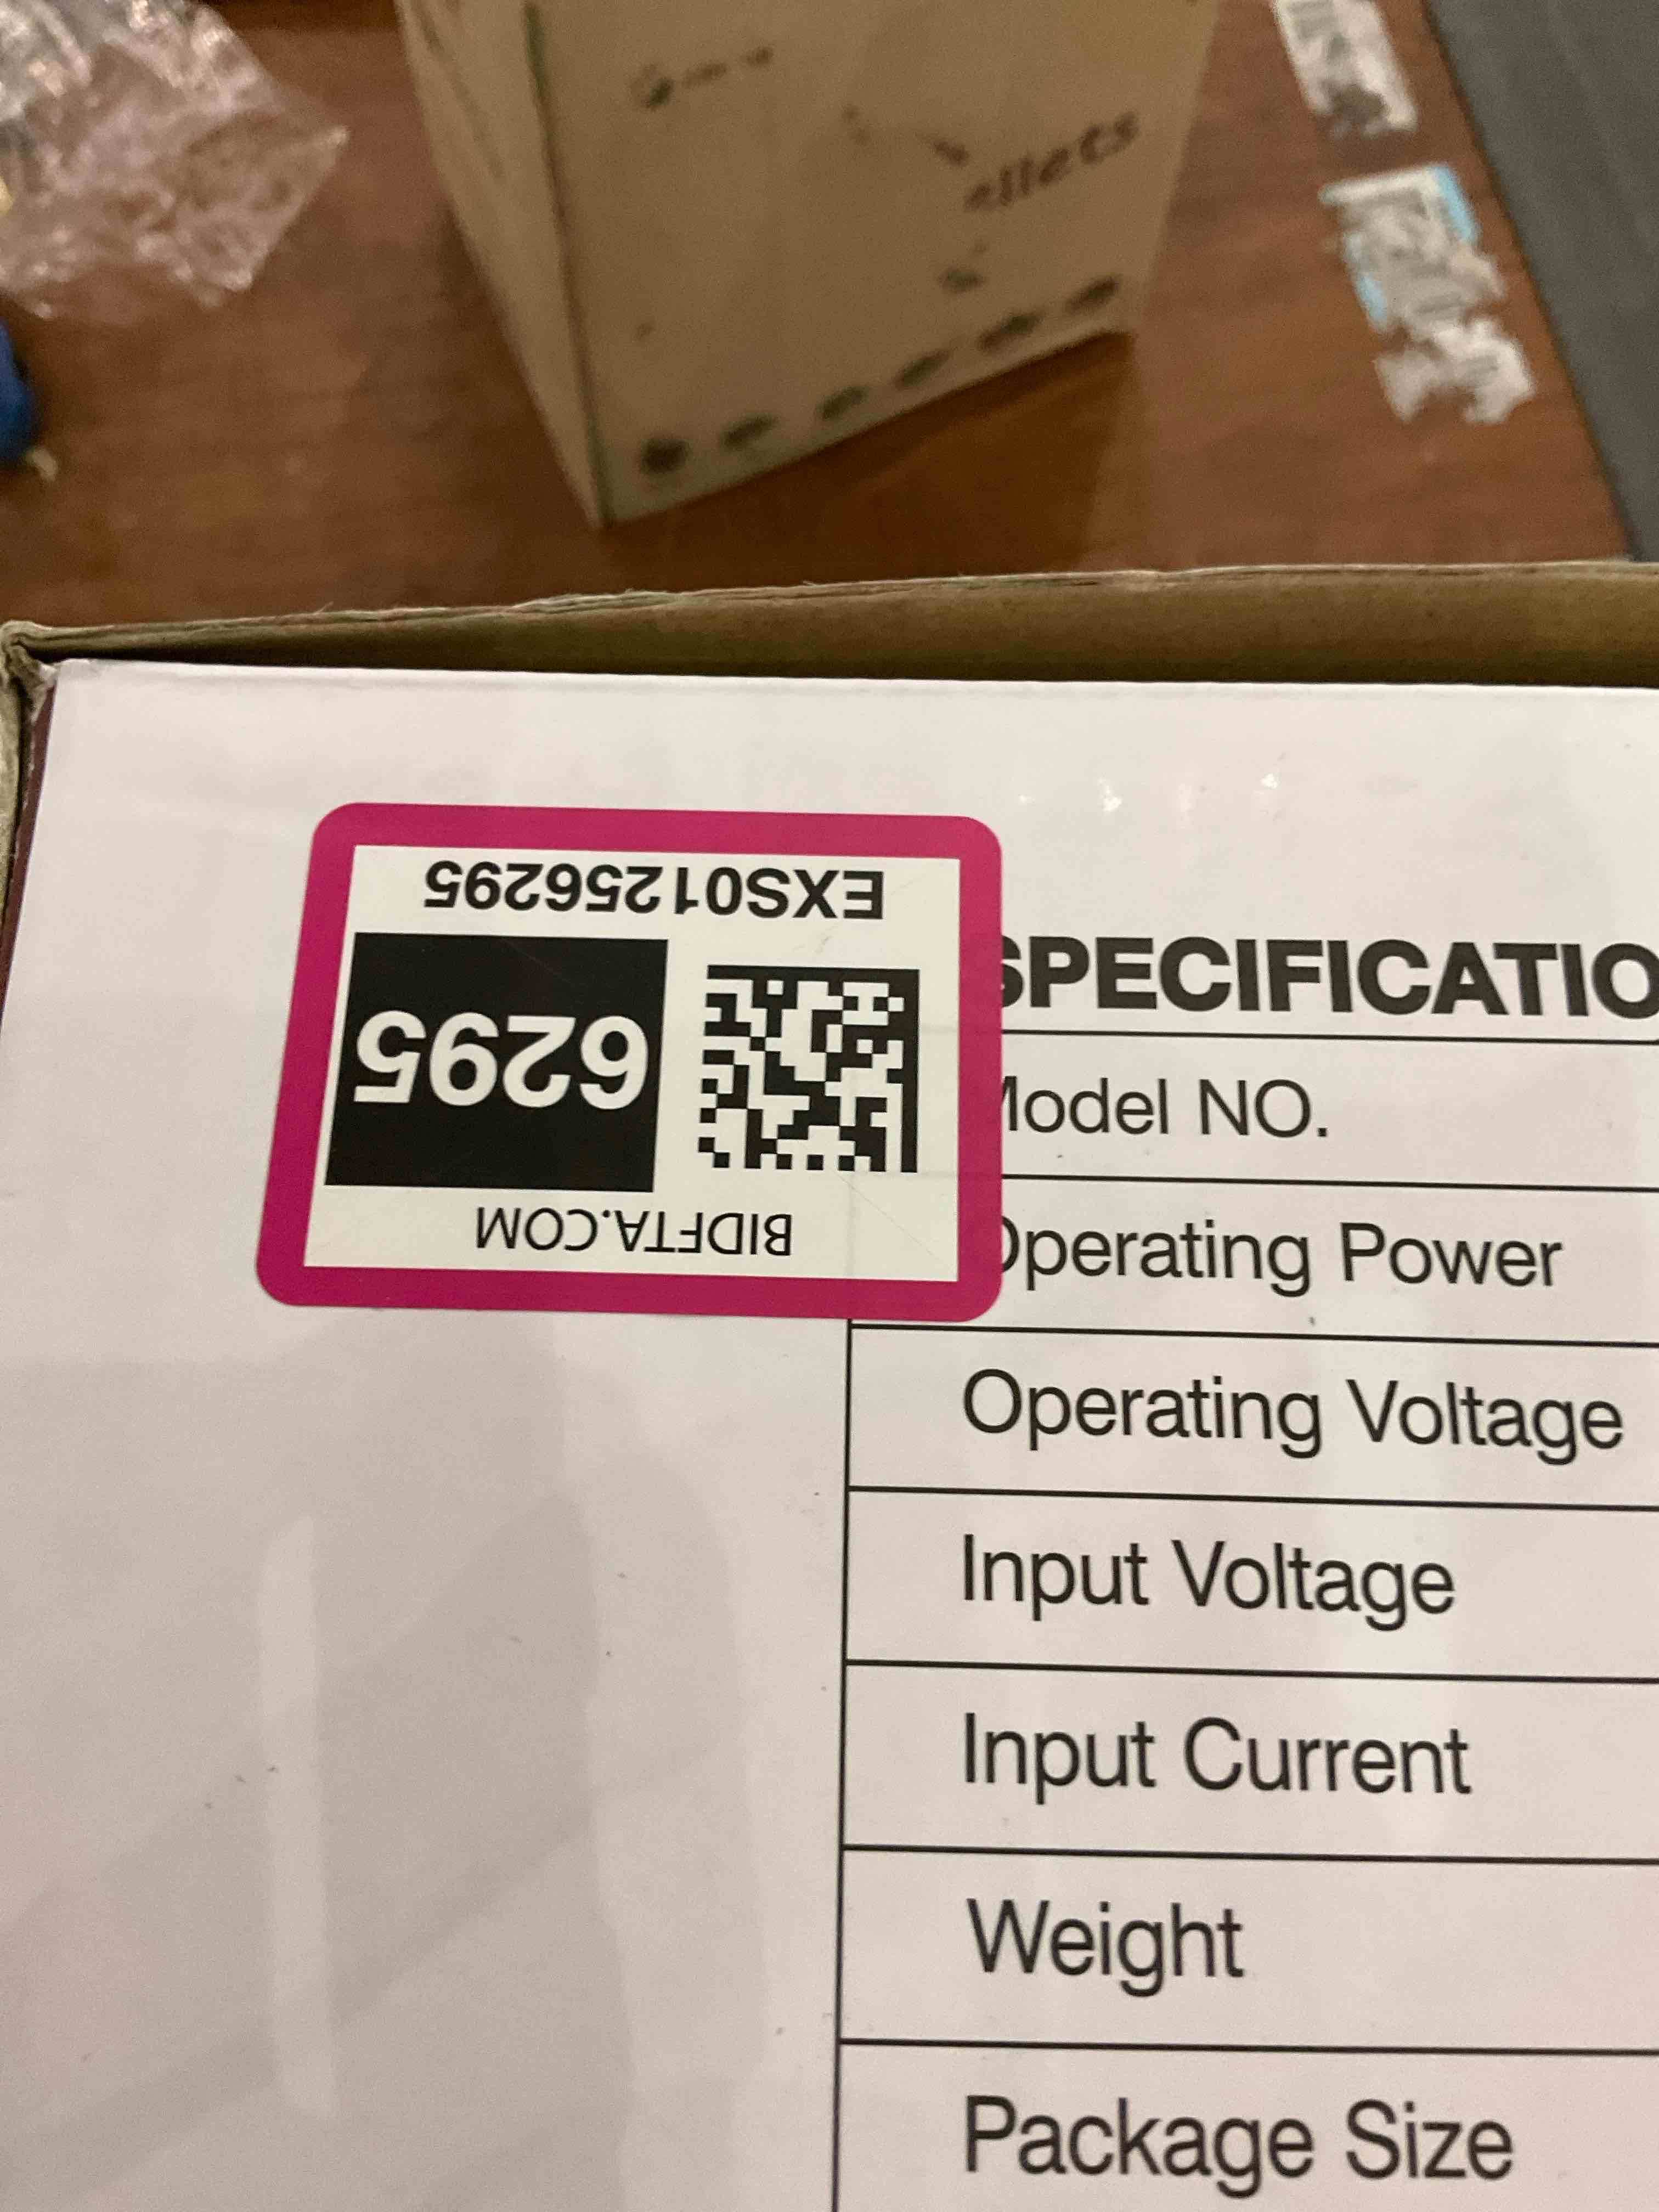 EXS01256295
6295
BIDFTA.COM
SPECIFICATIO
Model NO.
Operating Power
Operating Voltage
Input Voltage
Input Current
Weight
Package Size